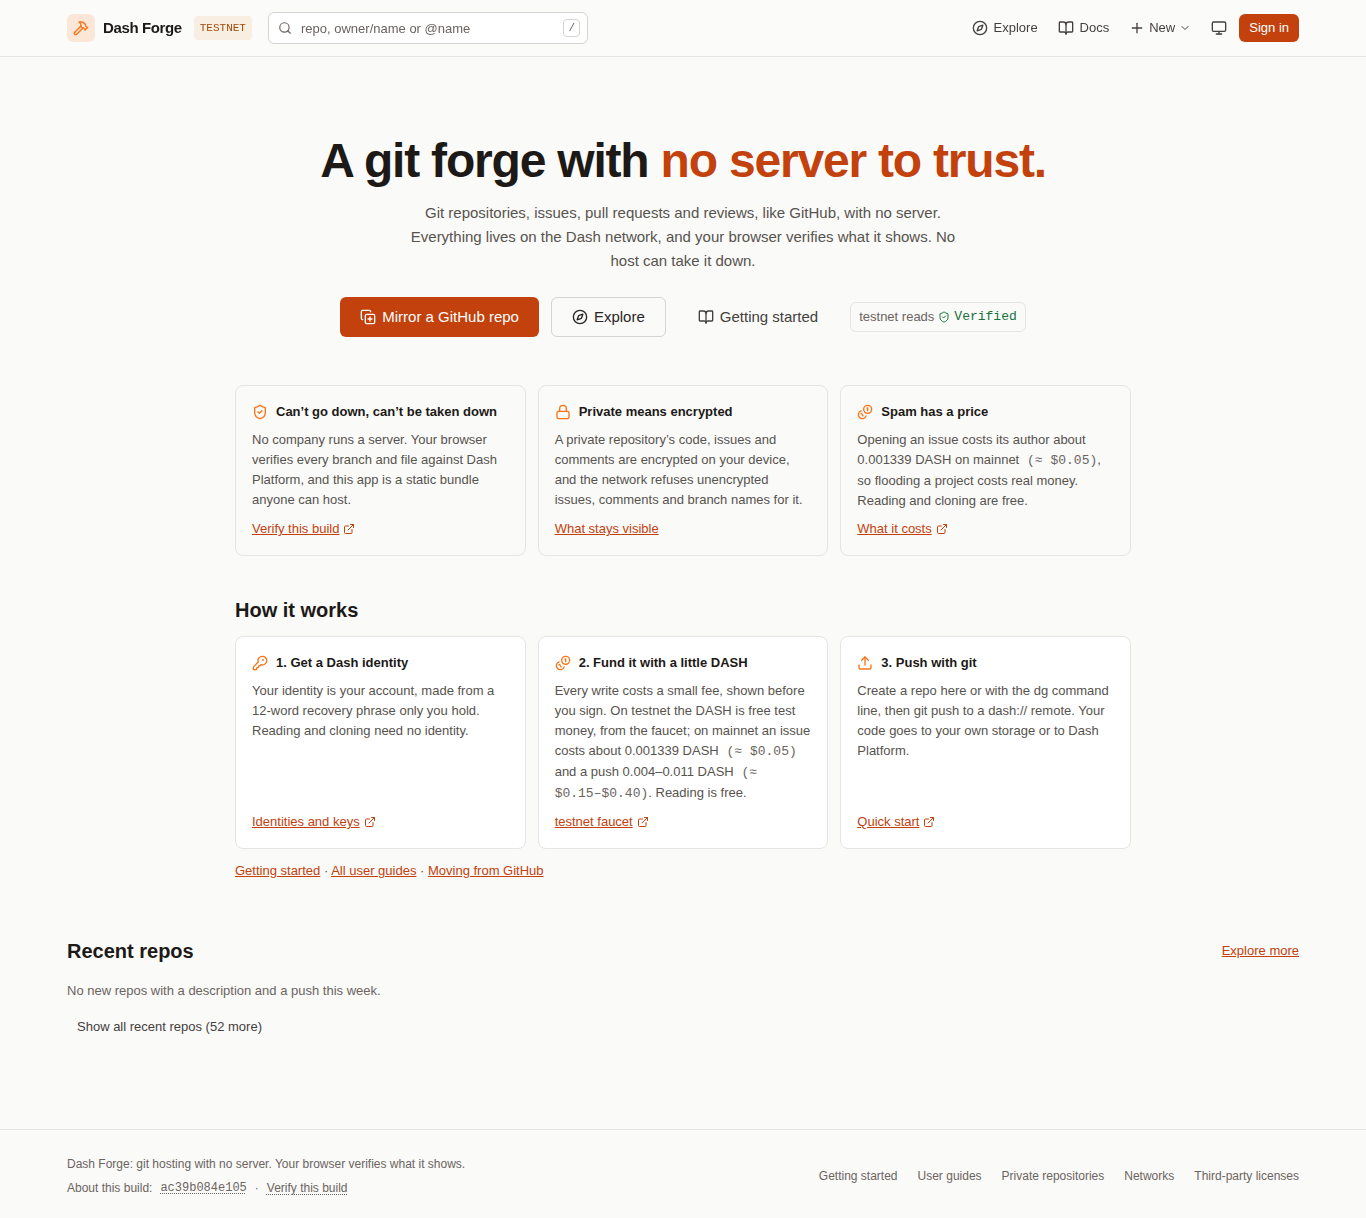 Dash Forge TESTNET repo, owner/name or @name / Explore Docs New Sign in
A git forge with no server to trust.
Git repositories, issues, pull requests and reviews, like GitHub, with no server.
Everything lives on the Dash network, and your browser verifies what it shows. No
host can take it down.
Mirror a GitHub repo Explore Getting started testnet reads Verified
Can’t go down, can’t be taken down
No company runs a server. Your browser
verifies every branch and file against Dash
Platform, and this app is a static bundle
anyone can host.
Verify this build
Private means encrypted
A private repository’s code, issues and
comments are encrypted on your device,
and the network refuses unencrypted
issues, comments and branch names for it.
What stays visible
Spam has a price
Opening an issue costs its author about
0.001339 DASH on mainnet (≈ $0.05),
so flooding a project costs real money.
Reading and cloning are free.
What it costs
How it works
1. Get a Dash identity
Your identity is your account, made from a
12-word recovery phrase only you hold.
Reading and cloning need no identity.
Identities and keys
2. Fund it with a little DASH
Every write costs a small fee, shown before
you sign. On testnet the DASH is free test
money, from the faucet; on mainnet an issue
costs about 0.001339 DASH (≈ $0.05)
and a push 0.004–0.011 DASH (≈
$0.15–$0.40). Reading is free.
testnet faucet
3. Push with git
Create a repo here or with the dg command
line, then git push to a dash:// remote. Your
code goes to your own storage or to Dash
Platform.
Quick start
Getting started · All user guides · Moving from GitHub
Recent repos Explore more
No new repos with a description and a push this week.
Show all recent repos (52 more)
Dash Forge: git hosting with no server. Your browser verifies what it shows.
About this build: ac39b084e105 · Verify this build
Getting started User guides Private repositories Networks Third-party licenses